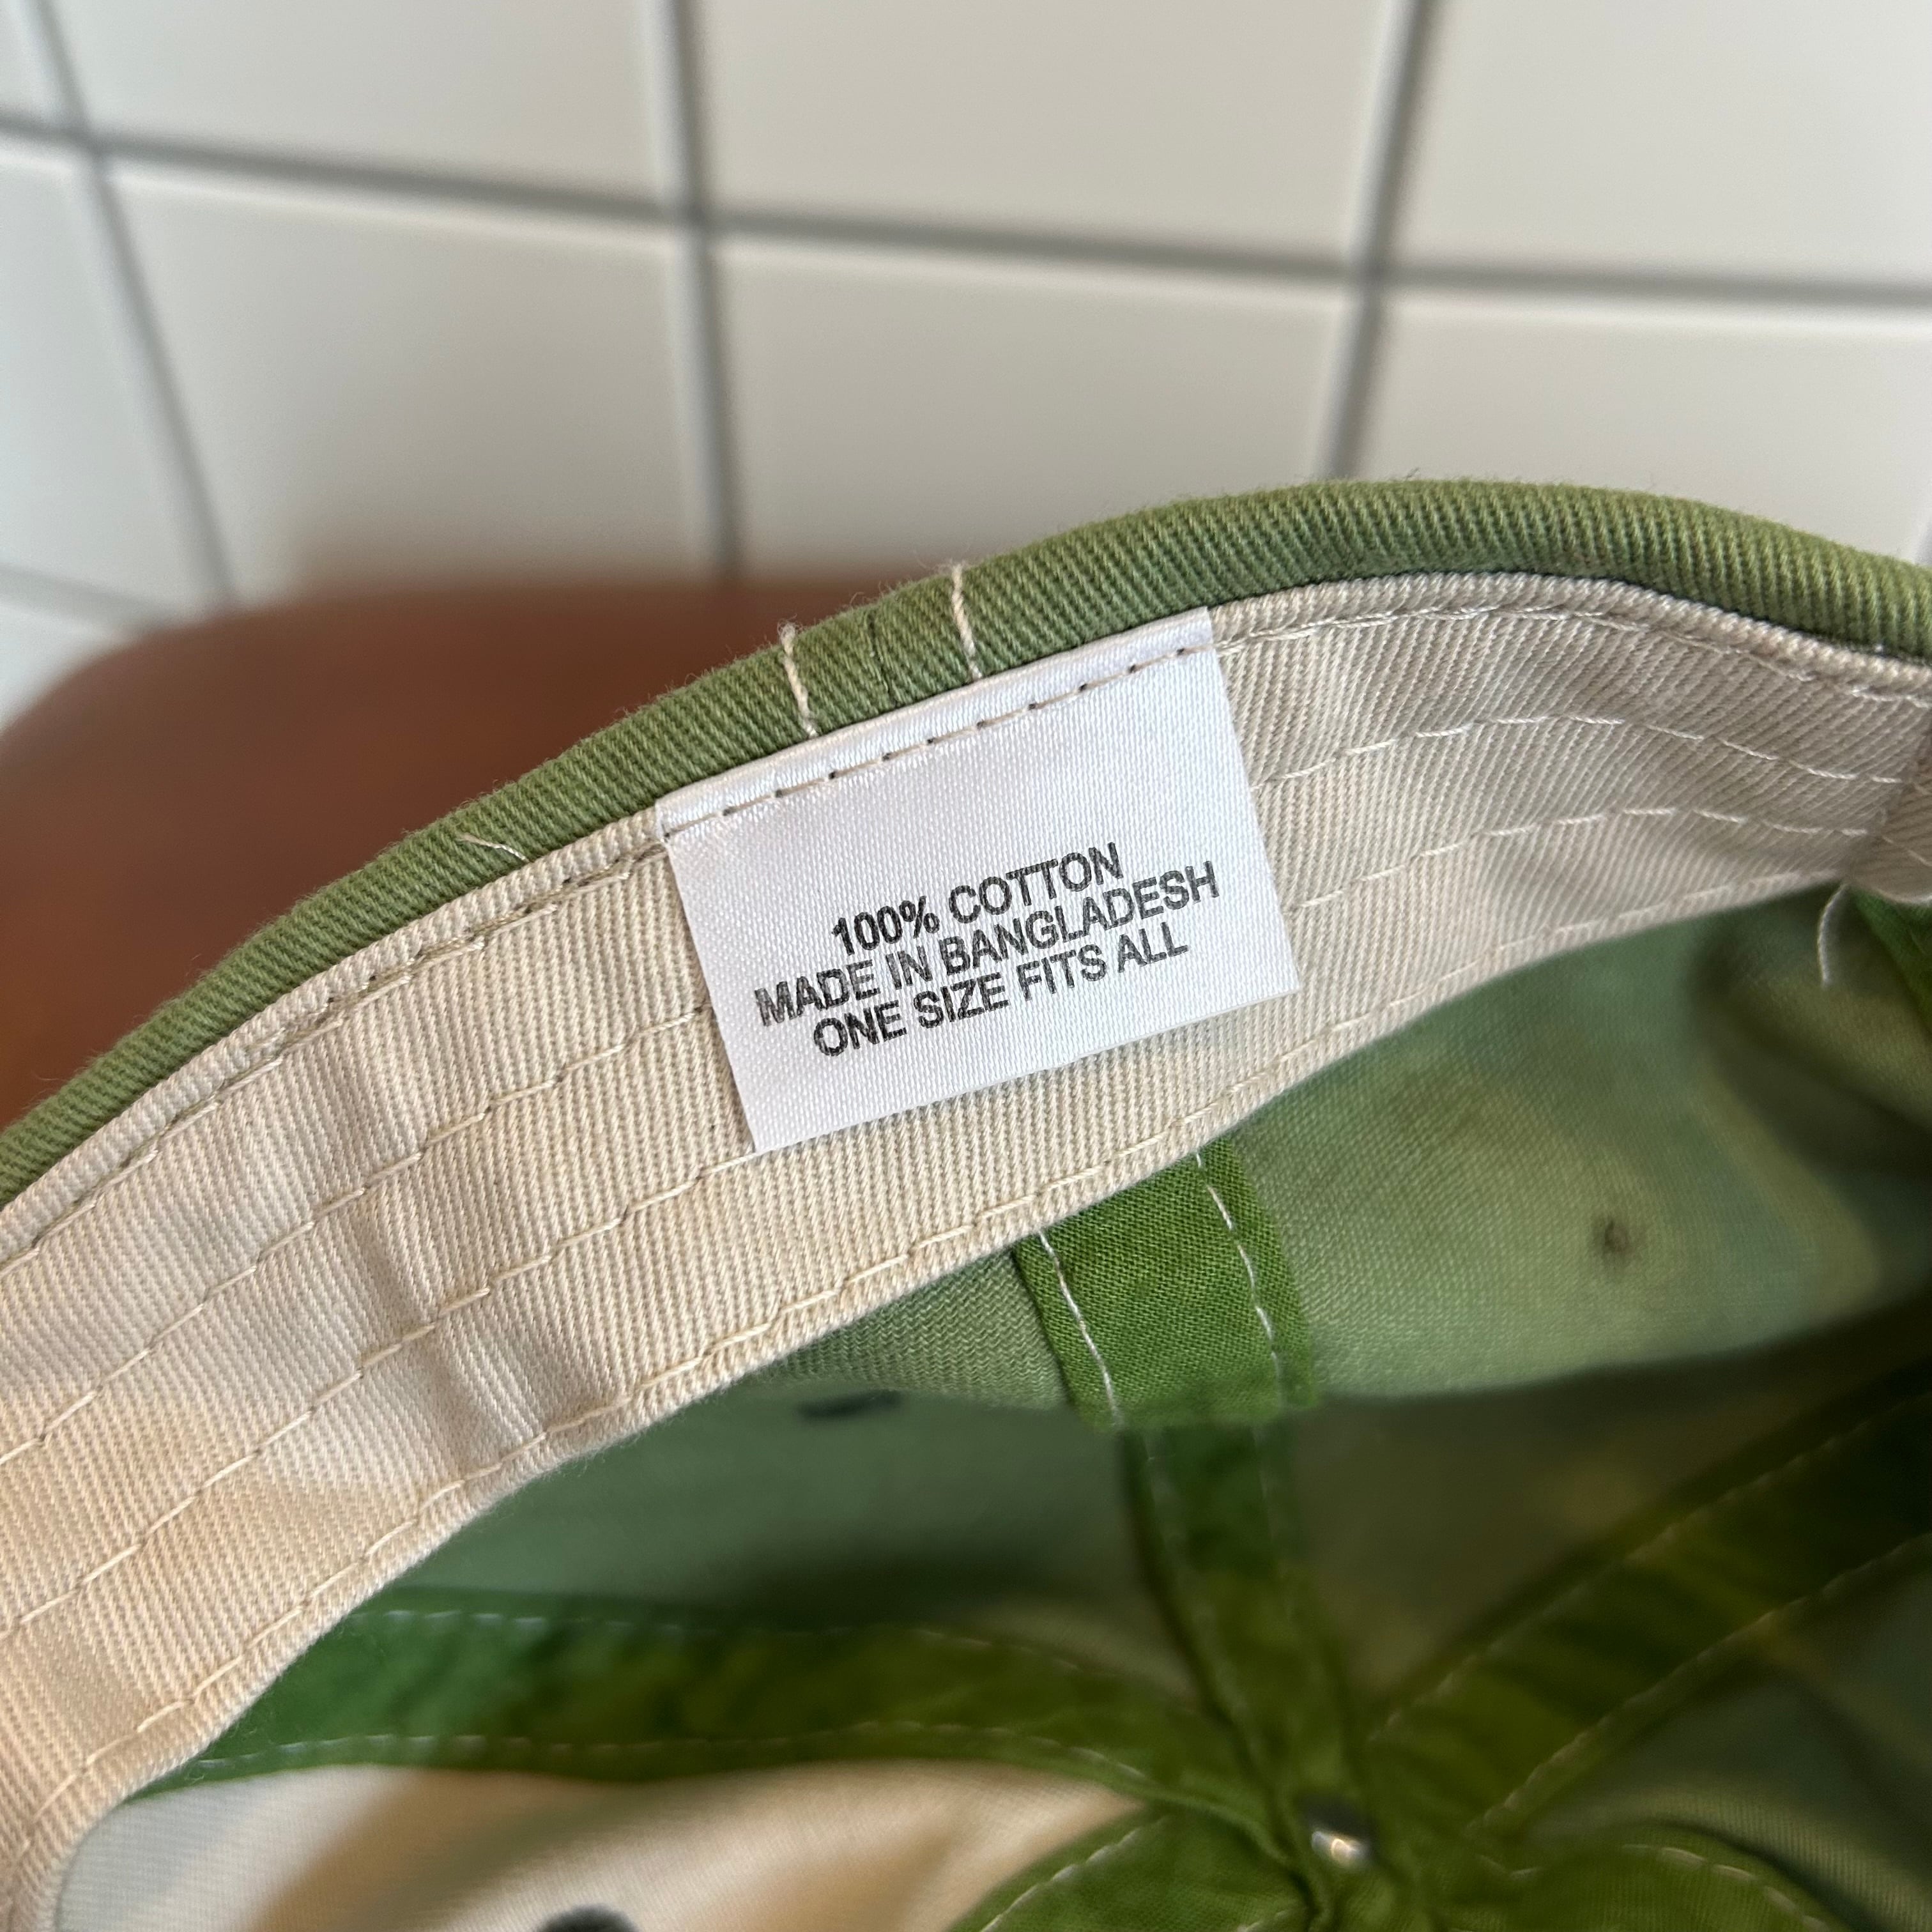 100% COTTON
MADE IN BANGLADESH
ONE SIZE FITS ALL